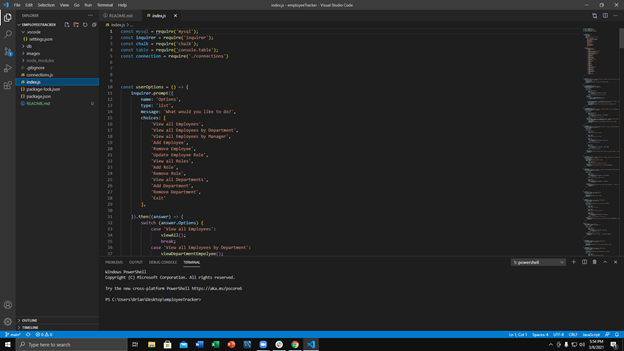 File Edit Selection View Go Run Terminal Help
index.js - employeeTracker - Visual Studio Code
EXPLORER
README.md
index.js
EMPLOYEETRACKER
.vscode
settings.json
db
images
node_modules
.gitignore
connections.js
index.js
package-lock.json
package.json
README.md U
OUTLINE
TIMELINE
index.js > ...
1 const mysql = require('mysql');
2 const inquirer = require('inquirer');
3 const chalk = require('chalk');
4 const table = require('console.table');
5 const connection = require('./connections')
6
7
8
9
10 const userOptions = () => {
11 inquirer.prompt({
12 name: 'Options',
13 type: 'list',
14 message: 'What would you like to do?',
15 choices: [
16 'View all Employees',
17 'View all Employees by Department',
18 'View all Employees by Manager',
19 'Add Employee',
20 'Remove Employee',
21 'Update Employee Role',
22 'View all Roles',
23 'Add Role',
24 'Remove Role',
25 'View all Departments',
26 'Add Department',
27 'Remove Department',
28 'Exit'
29 ],
30
31 }).then((answer) => {
32 switch (answer.Options) {
33 case 'View all Employees':
34 viewAll();
35 break;
36 case 'View all Employees by Department':
37 viewDepartmentEmpolyee();
PROBLEMS OUTPUT DEBUG CONSOLE TERMINAL
5: powershell
Windows PowerShell
Copyright (C) Microsoft Corporation. All rights reserved.
Try the new cross-platform PowerShell https://aka.ms/pscore6
PS C:\Users\Brian\Desktop\employeeTracker>
main*
0 0
Ln 1, Col 1 Spaces: 4 UTF-8 CRLF JavaScript
Type here to search
5:54 PM
3/8/2021